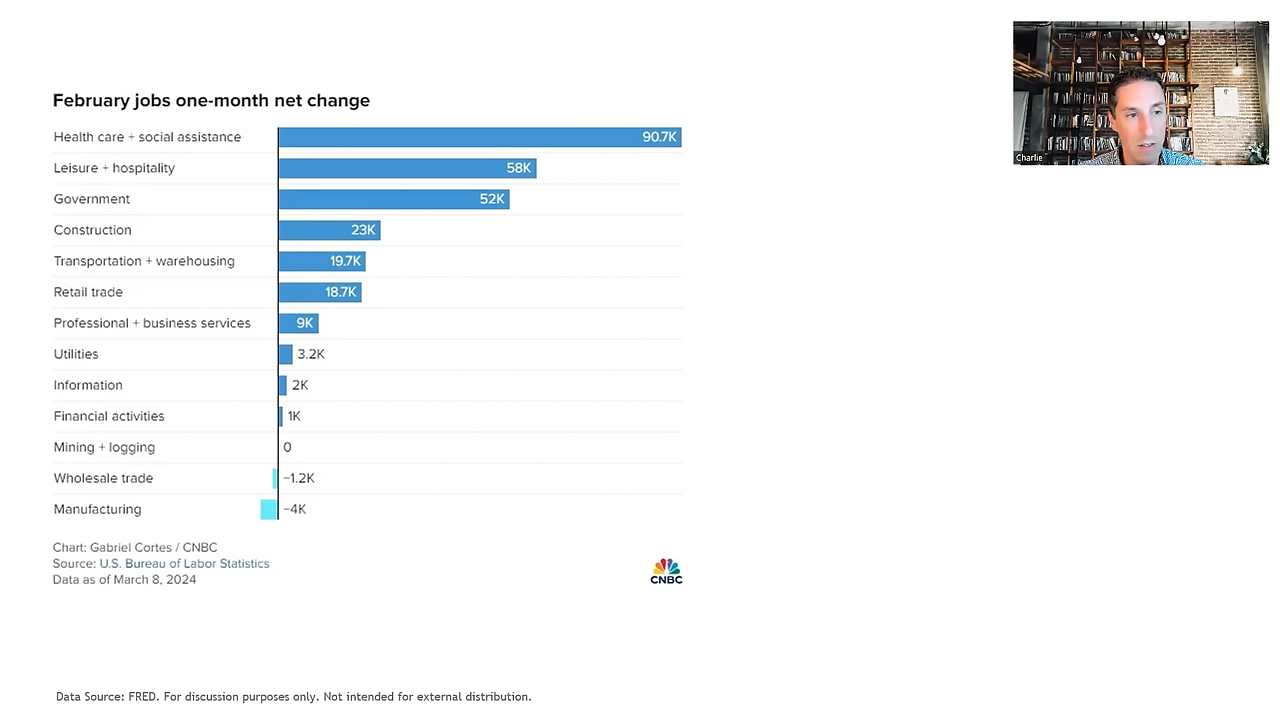 Charlie
February jobs one-month net change
Health care + social assistance 90.7K
Leisure + hospitality 58K
Government 52K
Construction 23K
Transportation + warehousing 19.7K
Retail trade 18.7K
Professional + business services 9K
Utilities 3.2K
Information 2K
Financial activities 1K
Mining + logging 0
Wholesale trade −1.2K
Manufacturing −4K
Chart: Gabriel Cortes / CNBC
Source: U.S. Bureau of Labor Statistics
Data as of March 8, 2024
CNBC
Data Source: FRED. For discussion purposes only. Not intended for external distribution.